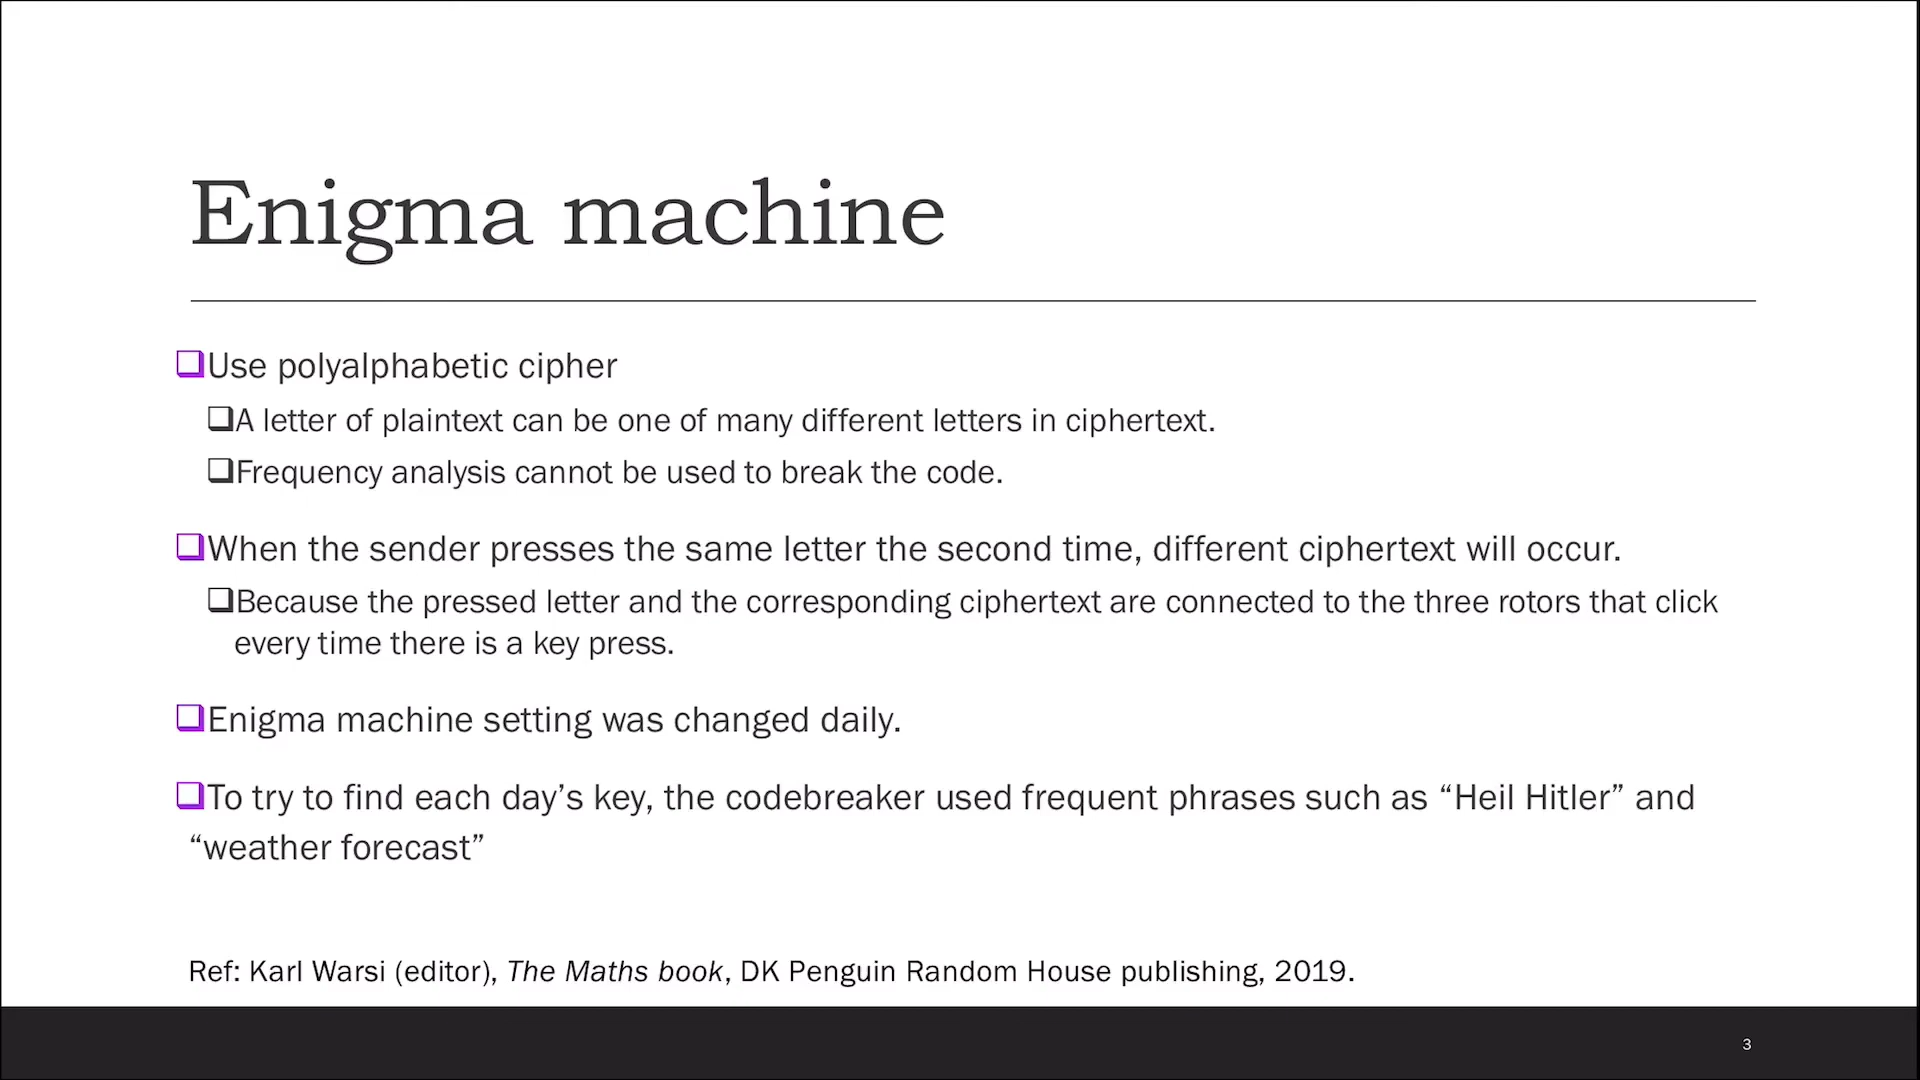 Enigma machine
Use polyalphabetic cipher
A letter of plaintext can be one of many different letters in ciphertext.
Frequency analysis cannot be used to break the code.
When the sender presses the same letter the second time, different ciphertext will occur.
Because the pressed letter and the corresponding ciphertext are connected to the three rotors that click
every time there is a key press.
Enigma machine setting was changed daily.
To try to find each day’s key, the codebreaker used frequent phrases such as “Heil Hitler” and
“weather forecast”
Ref: Karl Warsi (editor), The Maths book, DK Penguin Random House publishing, 2019.
3